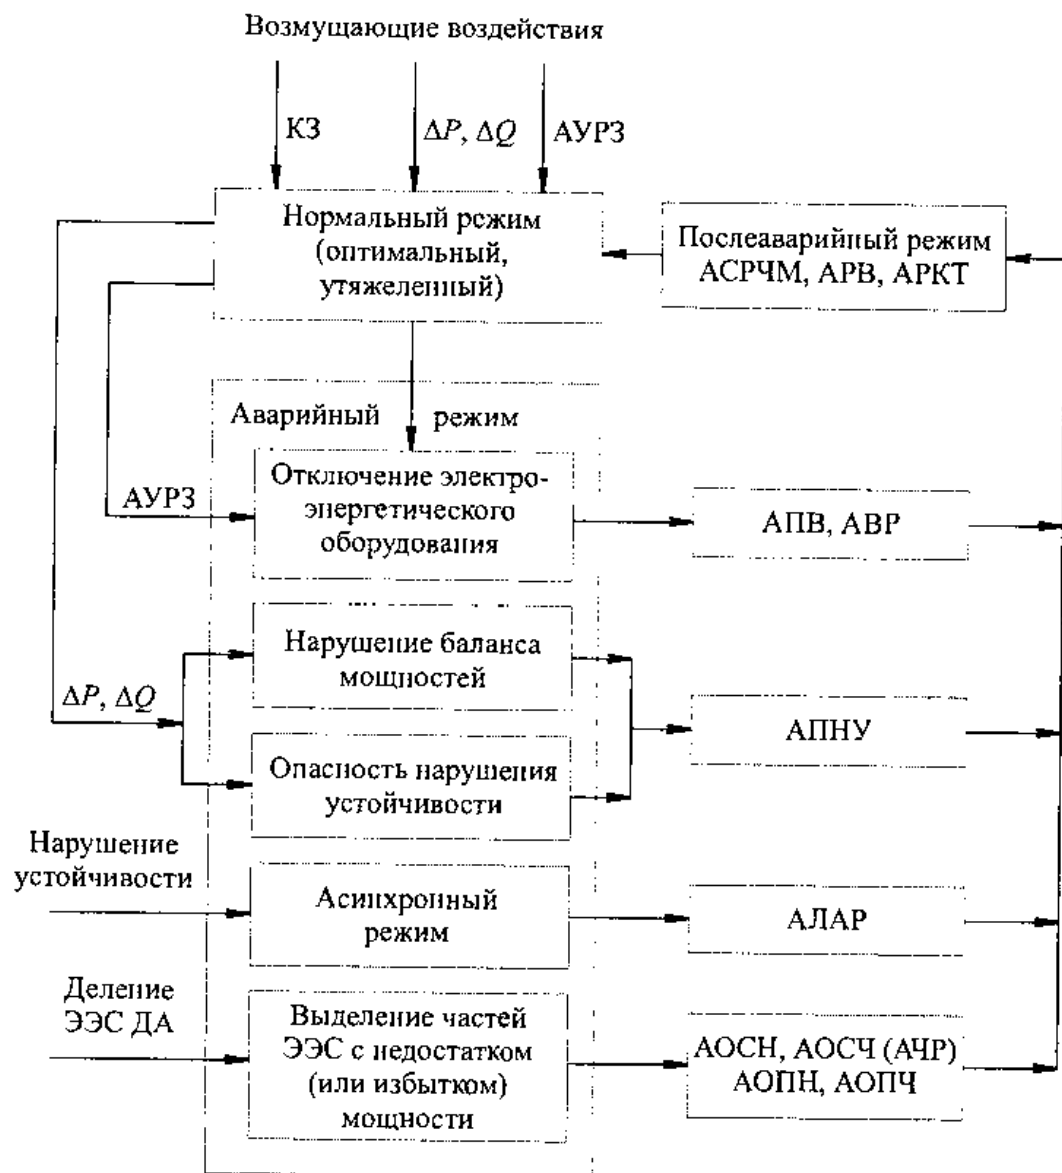 Возмущающие воздействия
КЗ
ΔP, ΔQ
АУРЗ
Нормальный режим
(оптимальный,
утяжеленный)
Послеаварийный режим
АСРЧМ, АРВ, АРКТ
Аварийный режим
АУРЗ
Отключение электро-
энергетического
оборудования
АПВ, АВР
Нарушение баланса
мощностей
ΔP, ΔQ
АПНУ
Опасность нарушения
устойчивости
Нарушение
устойчивости
Асинхронный
режим
АЛАР
Деление
ЭЭС ДА
Выделение частей
ЭЭС с недостатком
(или избытком)
мощности
АОСН, АОСЧ (АЧР)
АОПН, АОПЧ